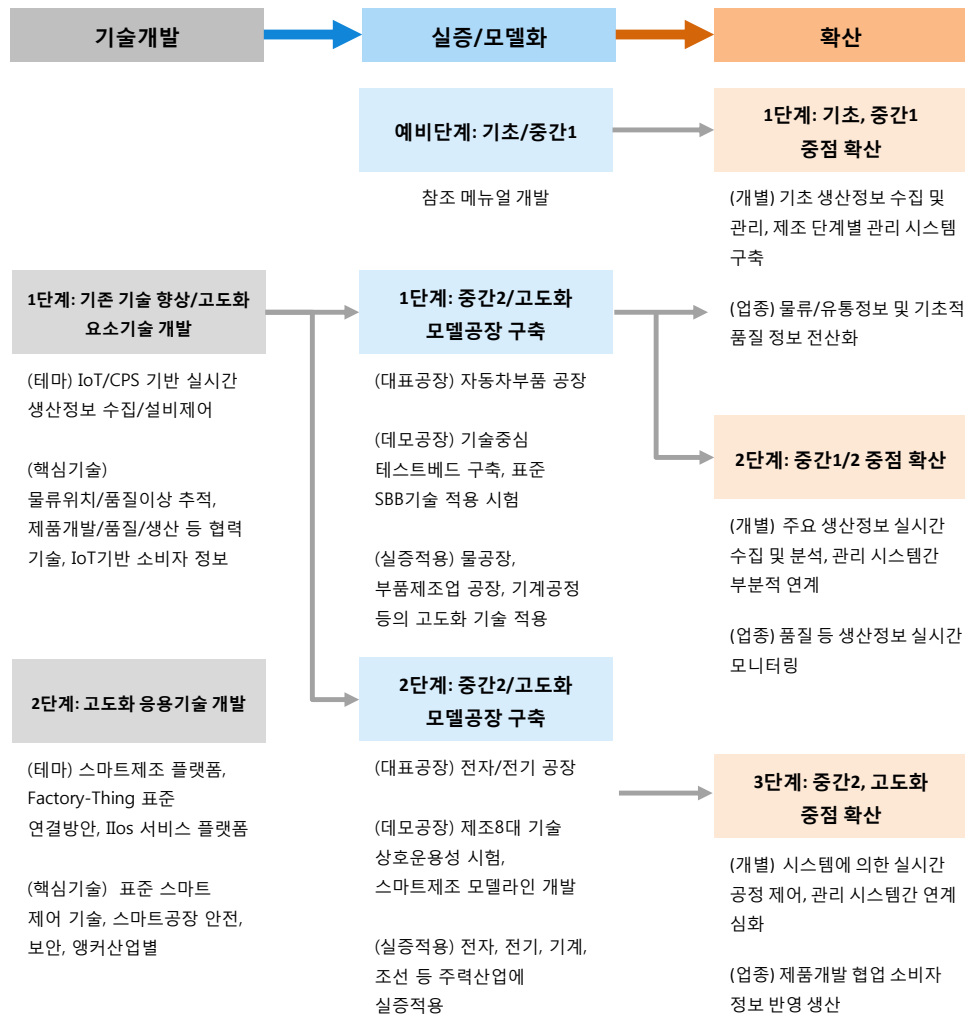 기술개발
실증/모델화
확산
예비단계: 기초/중간1
참조 메뉴얼 개발
1단계: 기초, 중간1
중점 확산
(개별) 기초 생산정보 수집 및
관리, 제조 단계별 관리 시스템
구축
(업종) 물류/유통정보 및 기초적
품질 정보 전산화
1단계: 기존 기술 향상/고도화
요소기술 개발
(테마) IoT/CPS 기반 실시간
생산정보 수집/설비제어
(핵심기술)
물류위치/품질이상 추적,
제품개발/품질/생산 등 협력
기술, IoT기반 소비자 정보
1단계: 중간2/고도화
모델공장 구축
(대표공장) 자동차부품 공장
(데모공장) 기술중심
테스트베드 구축, 표준
SBB기술 적용 시험
(실증적용) 물공장,
부품제조업 공장, 기계공정
등의 고도화 기술 적용
2단계: 중간1/2 중점 확산
(개별) 주요 생산정보 실시간
수집 및 분석, 관리 시스템간
부분적 연계
(업종) 품질 등 생산정보 실시간
모니터링
2단계: 고도화 응용기술 개발
(테마) 스마트제조 플랫폼,
Factory-Thing 표준
연결방안, IIos 서비스 플랫폼
(핵심기술) 표준 스마트
제어 기술, 스마트공장 안전,
보안, 앵커산업별
2단계: 중간2/고도화
모델공장 구축
(대표공장) 전자/전기 공장
(데모공장) 제조8대 기술
상호운용성 시험,
스마트제조 모델라인 개발
(실증적용) 전자, 전기, 기계,
조선 등 주력산업에
실증적용
3단계: 중간2, 고도화
중점 확산
(개별) 시스템에 의한 실시간
공정 제어, 관리 시스템간 연계
심화
(업종) 제품개발 협업 소비자
정보 반영 생산